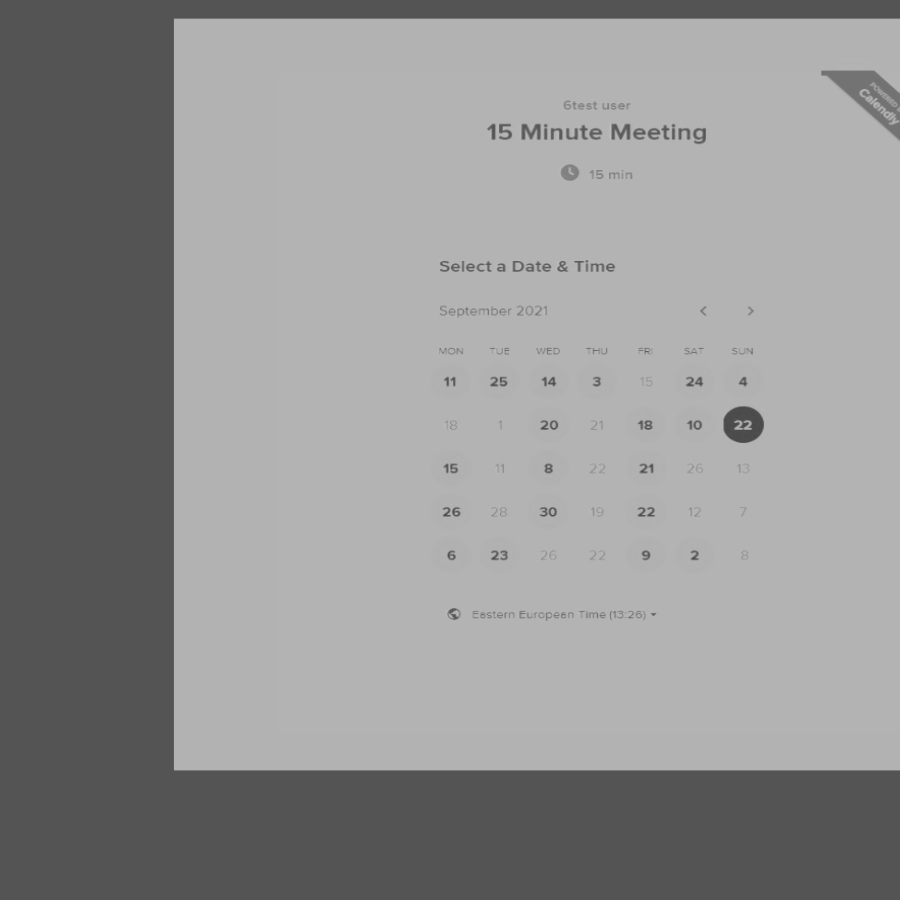 6test user
15 Minute Meeting
15 min
Calendly
Select a Date & Time
September 2021
MON TUE WED THU FRI SAT SUN
11 25 14 3 15 24 4
18 1 20 21 18 10 22
15 11 8 22 21 26 13
26 28 30 19 22 12 7
6 23 26 22 9 2 8
Eastern European Time (13:26)